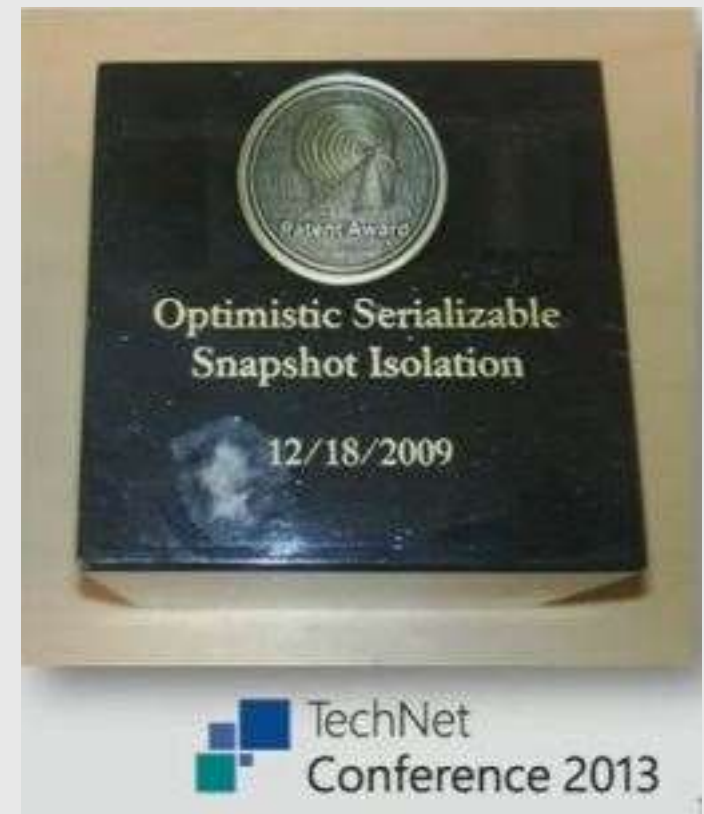 Patent Award
Optimistic Serializable
Snapshot Isolation
12/18/2009
TechNet
Conference 2013